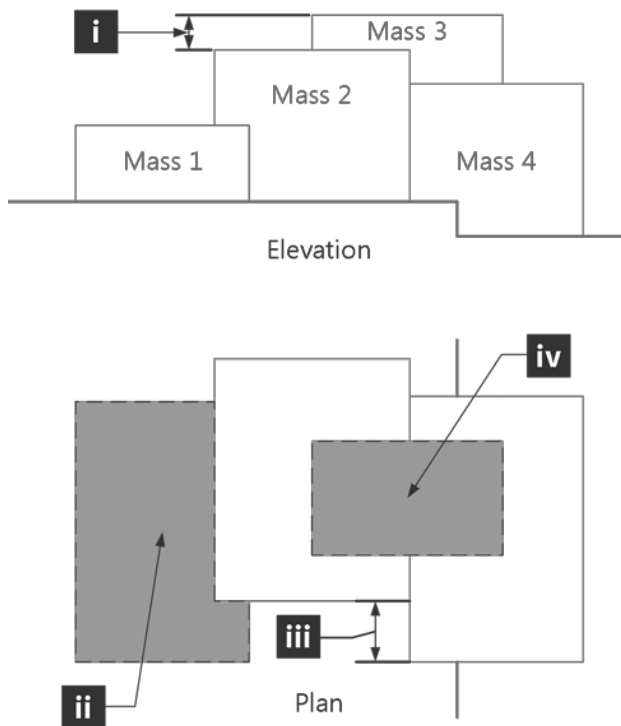 i
Mass 3
Mass 2
Mass 1
Mass 4
Elevation
iv
iii
ii
Plan